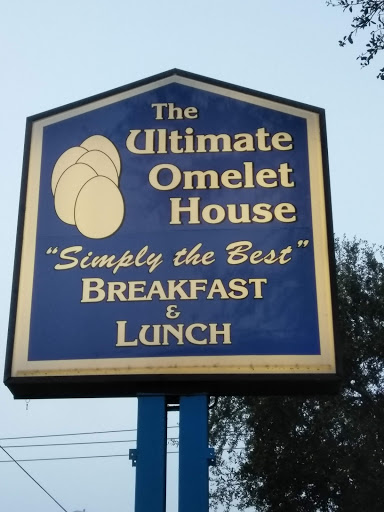 The
Ultimate
Omelet
House
"Simply the Best"
BREAKFAST
&
LUNCH